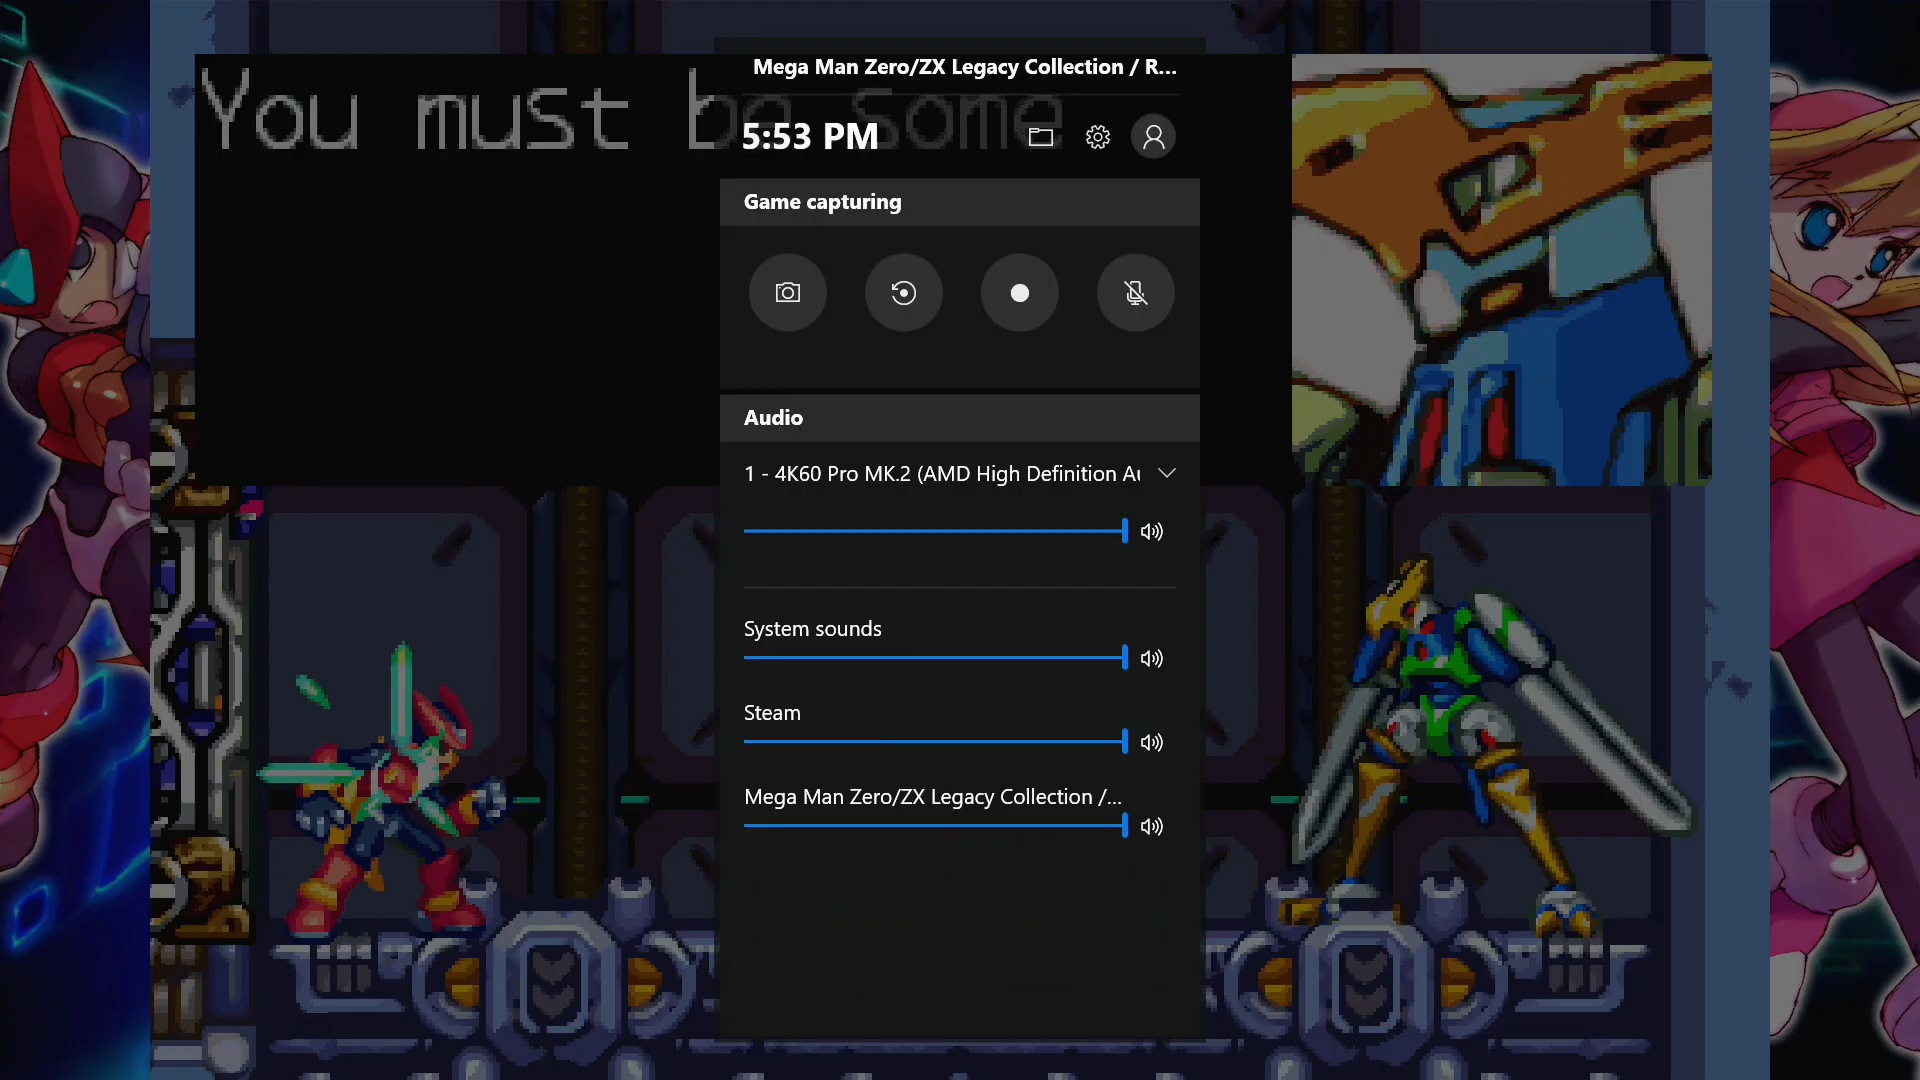 You must be some
Mega Man Zero/ZX Legacy Collection / R...
5:53 PM
Game capturing
Audio
1 - 4K60 Pro MK.2 (AMD High Definition Au
System sounds
Steam
Mega Man Zero/ZX Legacy Collection /...